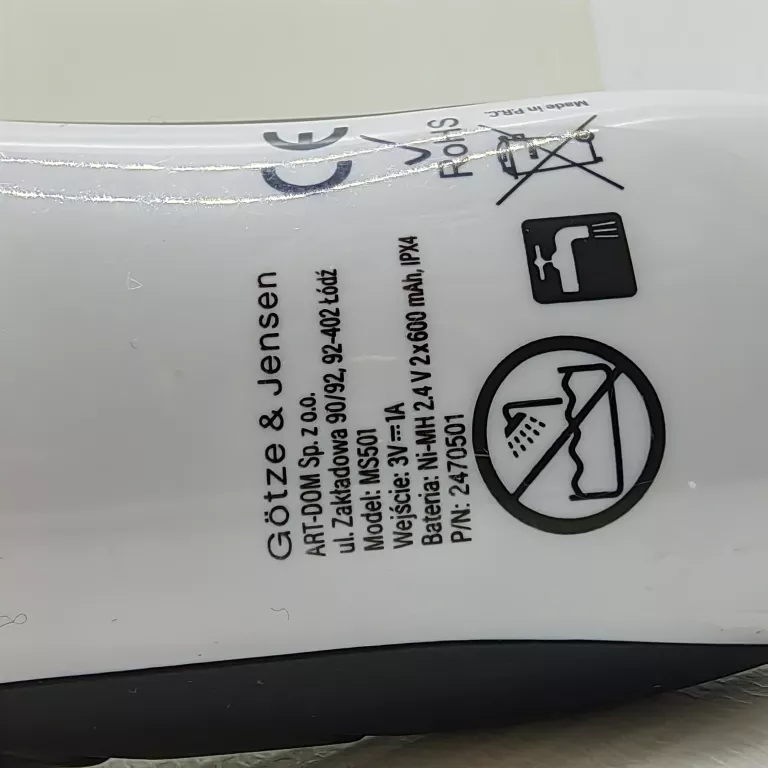 Götze & Jensen
ART-DOM Sp. z o.o.
ul. Zakładowa 90/92, 92-402 Łódź
Model: MS501
Wejście: 3V⎓1A
Bateria: Ni-MH 2.4 V 2x600 mAh, IPX4
P/N: 2470501
CE
RoHS
Made in P.R.C.